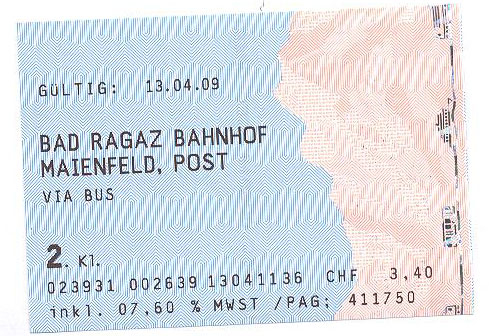 GÜLTIG: 13.04.09
BAD RAGAZ BAHNHOF
MAIENFELD, POST
VIA BUS
2. Kl.
023931 002639 13041136 CHF 3,40
inkl. 07,60 % MWST /PAG; 411750